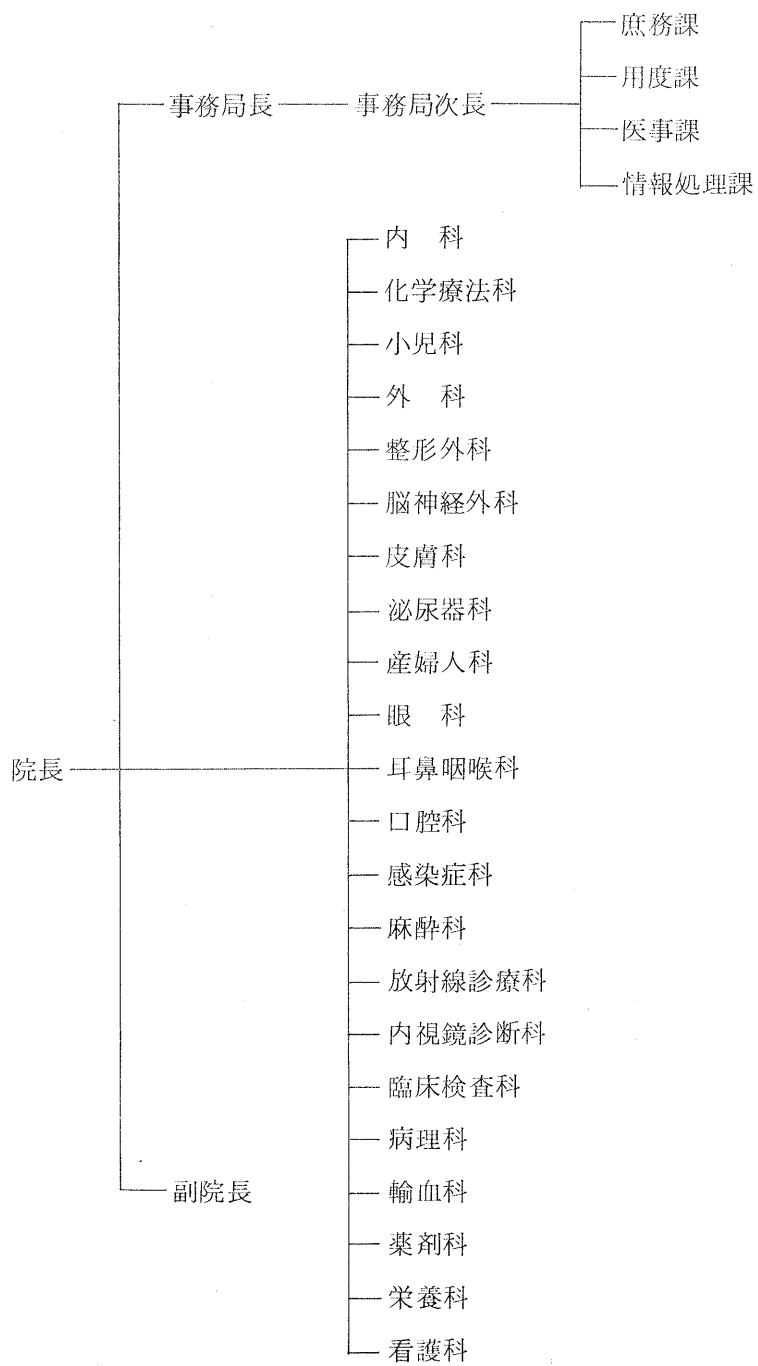 庶務課
用度課
事務局長 事務局次長
医事課
情報処理課
内 科
化学療法科
小児科
外 科
整形外科
脳神経外科
皮膚科
泌尿器科
産婦人科
眼 科
院長
耳鼻咽喉科
口腔科
感染症科
麻酔科
放射線診療科
内視鏡診断科
臨床検査科
病理科
副院長
輸血科
薬剤科
栄養科
看護科